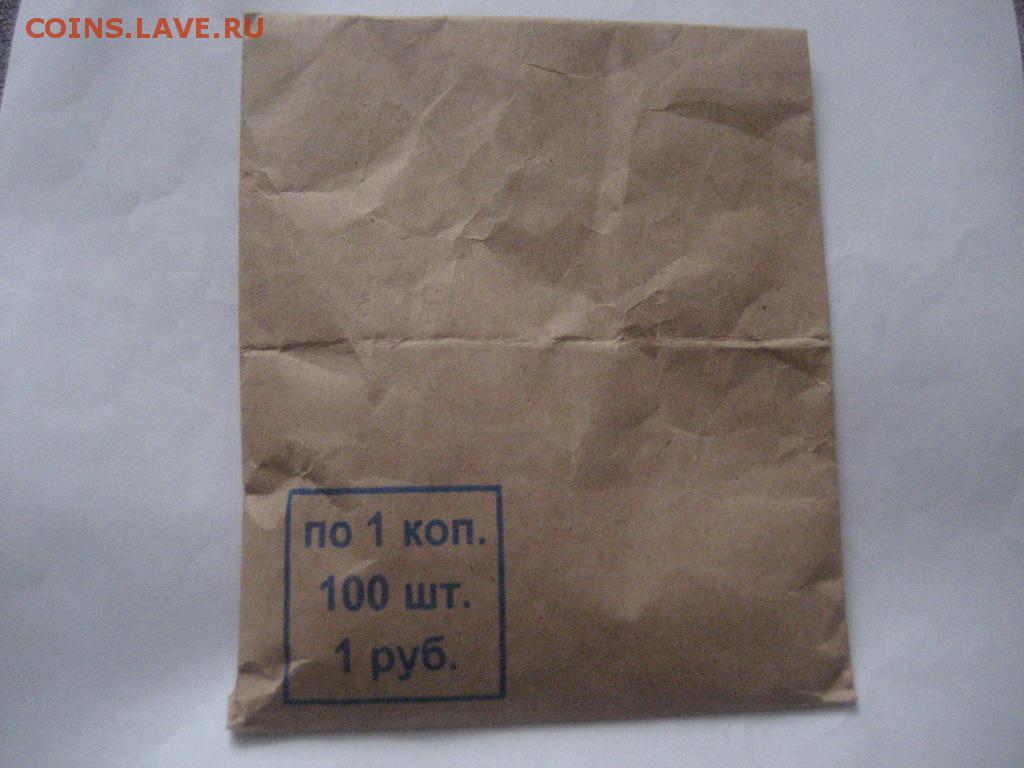 COINS.LAVE.RU
по 1 коп.
100 шт.
1 руб.